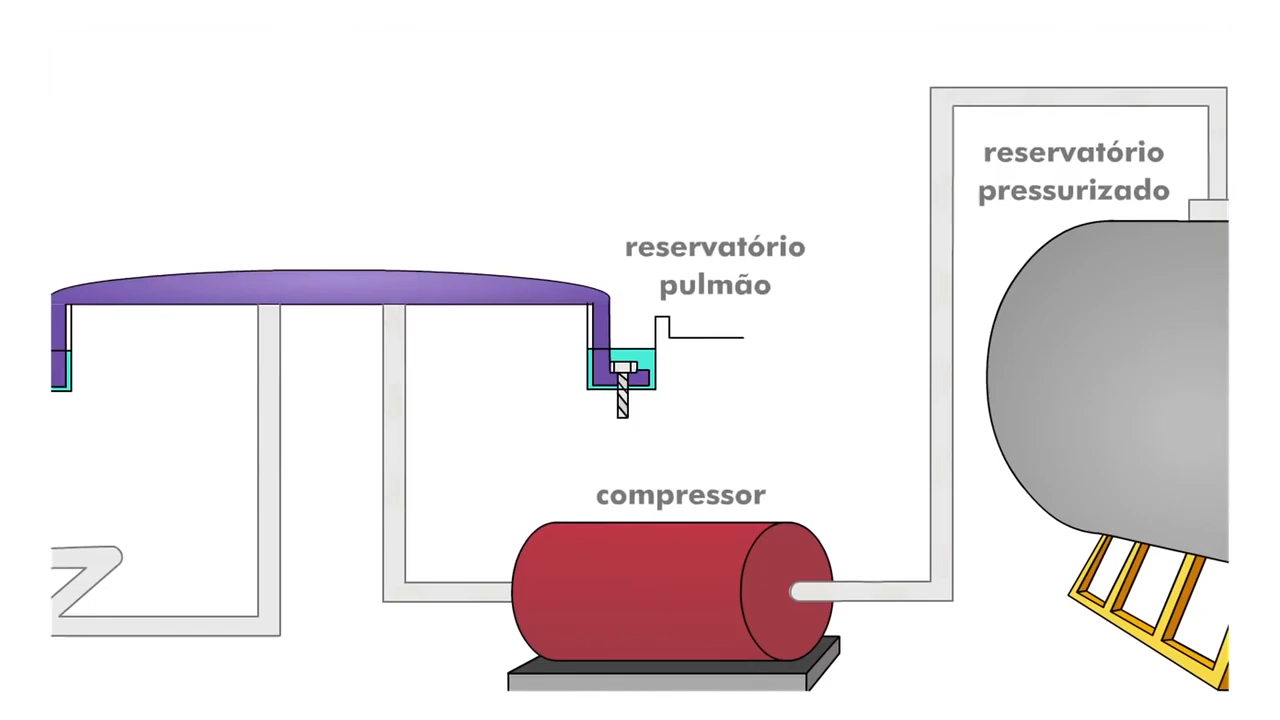 reservatório
pressurizado
reservatório
pulmão
compressor